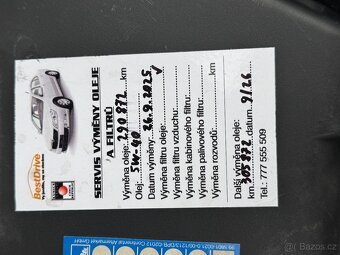 BestDrive
SERVIS VÝMĚNY OLEJE
A FILTRŮ
Výměna oleje: 290 872 km
Olej: 5W-40
Datum výměny: 26.9.2025
Výměna filtru oleje: ✓
Výměna filtru vzduchu:
Výměna kabinového filtru:
Výměna palivového filtru:
Výměna rozvodů:
Další výměna oleje:
305 872 km 9/26
Tel.: 777 555 509
bazos.cz